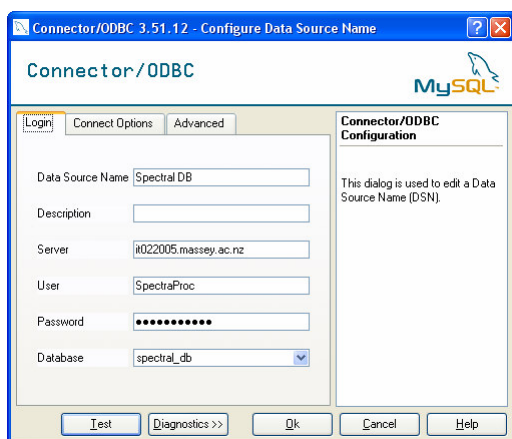 Connector/ODBC 3.51.12 - Configure Data Source Name
Connector/ODBC
MySQL
Login
Connect Options
Advanced
Data Source Name
Spectral DB
Description
Server
it022005.massey.ac.nz
User
SpectraProc
Password
●●●●●●●●●●●
Database
spectral_db
Connector/ODBC
Configuration
This dialog is used to edit a Data
Source Name (DSN).
Test
Diagnostics >>
Ok
Cancel
Help